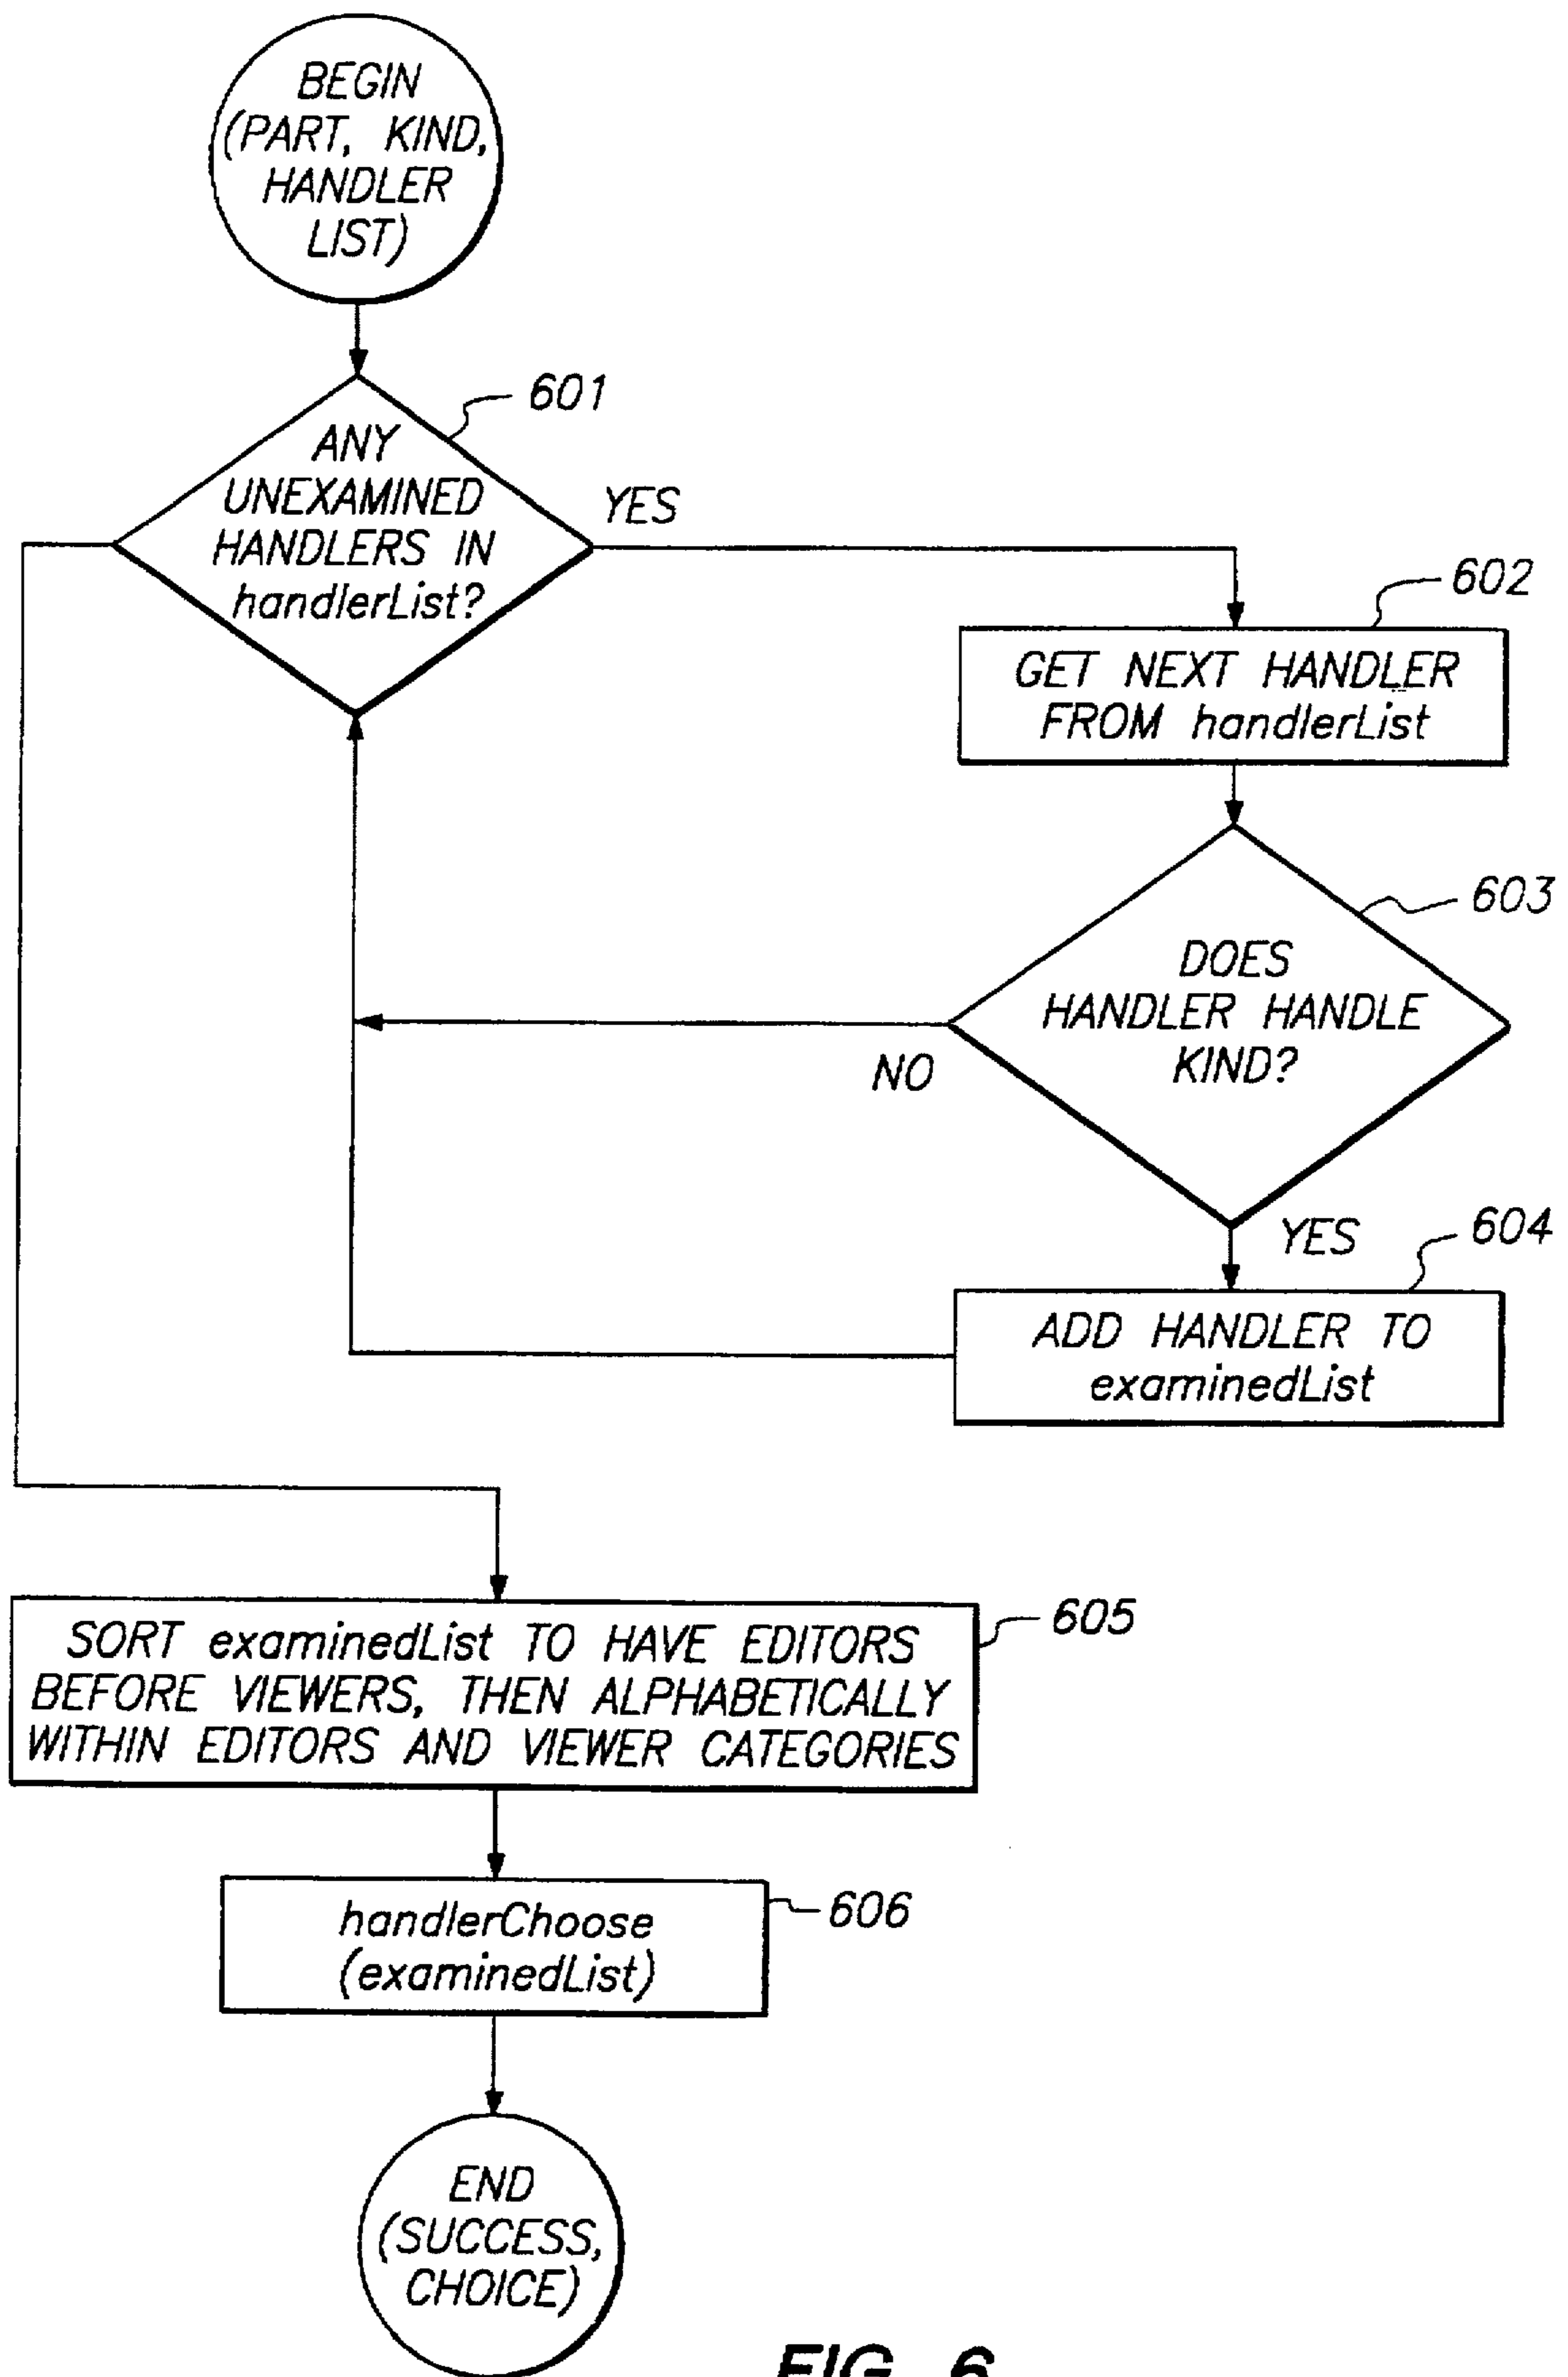 BEGIN
(PART, KIND,
HANDLER
LIST)
601
ANY
UNEXAMINED
HANDLERS IN
handlerList?
YES
602
GET NEXT HANDLER
FROM handlerList
603
DOES
HANDLER HANDLE
KIND?
NO
YES
604
ADD HANDLER TO
examinedList
605
SORT examinedList TO HAVE EDITORS
BEFORE VIEWERS, THEN ALPHABETICALLY
WITHIN EDITORS AND VIEWER CATEGORIES
606
handlerChoose
(examinedList)
END
(SUCCESS,
CHOICE)
FIG. 6